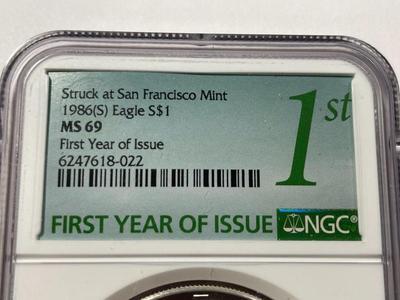 Struck at San Francisco Mint
1986(S) Eagle S$1
MS 69
First Year of Issue
6247618-022
1st
FIRST YEAR OF ISSUE NGC